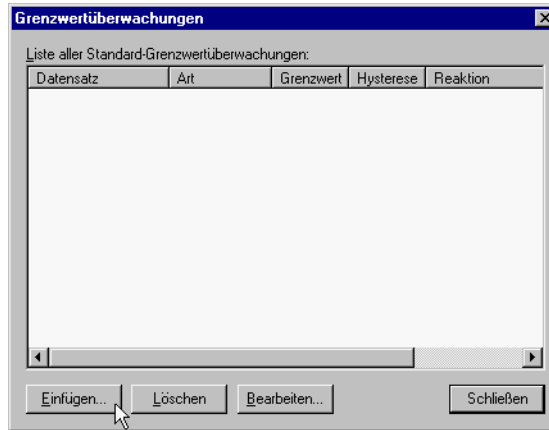 Grenzwertüberwachungen
Liste aller Standard-Grenzwertüberwachungen:
Datensatz Art Grenzwert Hysterese Reaktion
Einfügen... Löschen Bearbeiten... Schließen